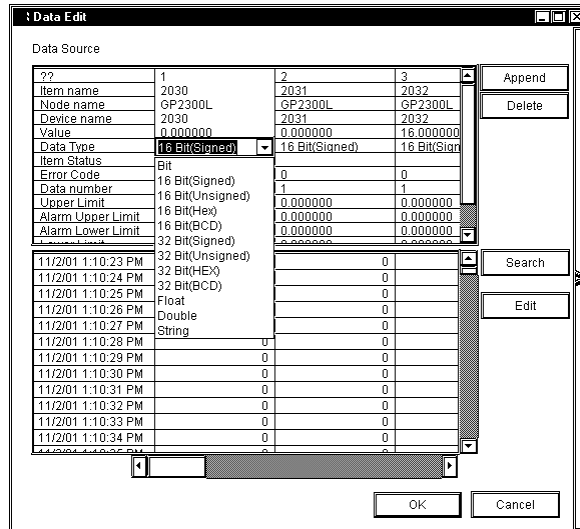 Data Edit
Data Source
?? 1 2 3
Item name 2030 2031 2032
Node name GP2300L GP2300L GP2300L
Device name 2030 2031 2032
Value 0.000000 0.000000 16.000000
Data Type 16 Bit(Signed) 16 Bit(Signed) 16 Bit(Sign
Item Status
Error Code 0 0
Data number 1 1
Upper Limit 0.000000 0.000000
Alarm Upper Limit 0.000000 0.000000
Alarm Lower Limit 0.000000 0.000000
Bit
16 Bit(Signed)
16 Bit(Unsigned)
16 Bit(Hex)
16 Bit(BCD)
32 Bit(Signed)
32 Bit(Unsigned)
32 Bit(HEX)
32 Bit(BCD)
Float
Double
String
Append
Delete
11/2/01 1:10:23 PM 0
11/2/01 1:10:24 PM 0
11/2/01 1:10:25 PM 0
11/2/01 1:10:26 PM 0
11/2/01 1:10:27 PM 0
11/2/01 1:10:28 PM 0 0
11/2/01 1:10:29 PM 0 0
11/2/01 1:10:30 PM 0 0
11/2/01 1:10:31 PM 0 0
11/2/01 1:10:32 PM 0 0
11/2/01 1:10:33 PM 0 0
11/2/01 1:10:34 PM 0 0
Search
Edit
OK
Cancel